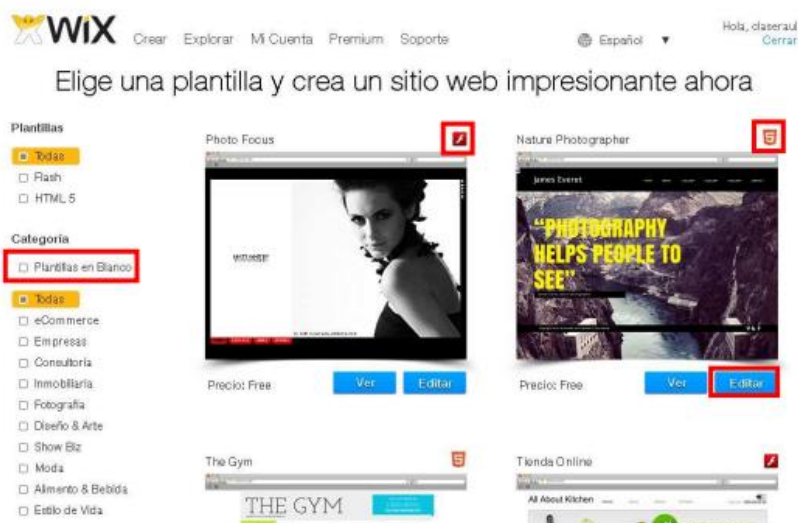 WiX
Crear Explorar Mi Cuenta Premium Soporte
Español
Hola, claseraul
Cerrar
Elige una plantilla y crea un sitio web impresionante ahora
Plantillas
Todas
Flash
HTML 5
Categoría
Plantillas en Blanco
Todas
eCommerce
Empresas
Consultoría
Inmobiliaria
Fotografía
Diseño & Arte
Show Biz
Moda
Alimento & Bebida
Estilo de Vida
Photo Focus
Precio: Free
Ver
Editar
Nature Photographer
James Everet
“PHOTOGRAPHY
HELPS PEOPLE TO
SEE”
Precio: Free
Ver
Editar
The Gym
THE GYM
Tienda Online
All About Kitchen